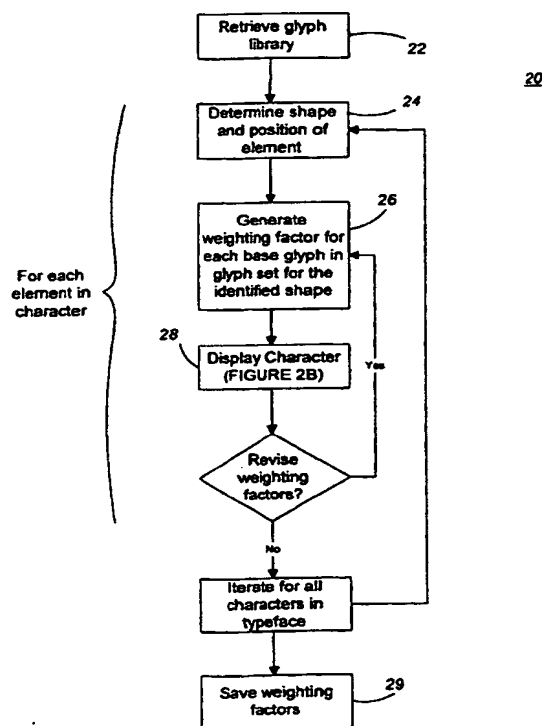 Retrieve glyph
library
22
20
24
Determine shape
and position of
element
26
Generate
weighting factor for
each base glyph in
glyph set for the
identified shape
For each
element in
character
28
Display Character
(FIGURE 2B)
Yes
Revise
weighting
factors?
No
Iterate for all
characters in
typeface
Save weighting
factors
29